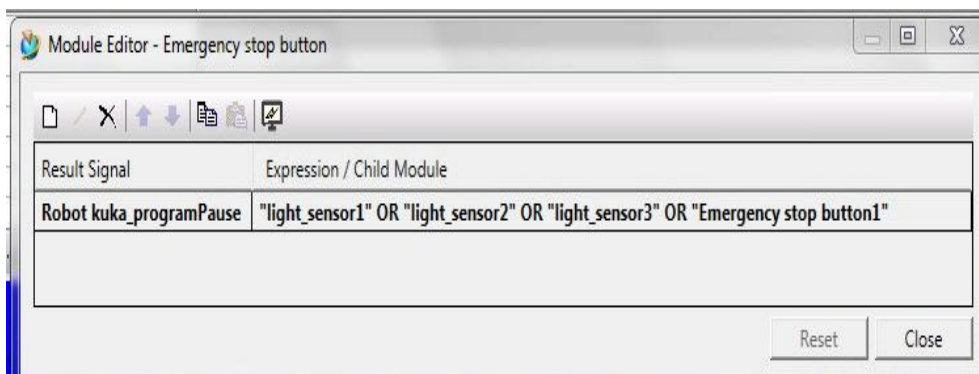 Module Editor - Emergency stop button
Result Signal Expression / Child Module
Robot kuka_programPause "light_sensor1" OR "light_sensor2" OR "light_sensor3" OR "Emergency stop button1"
Reset Close